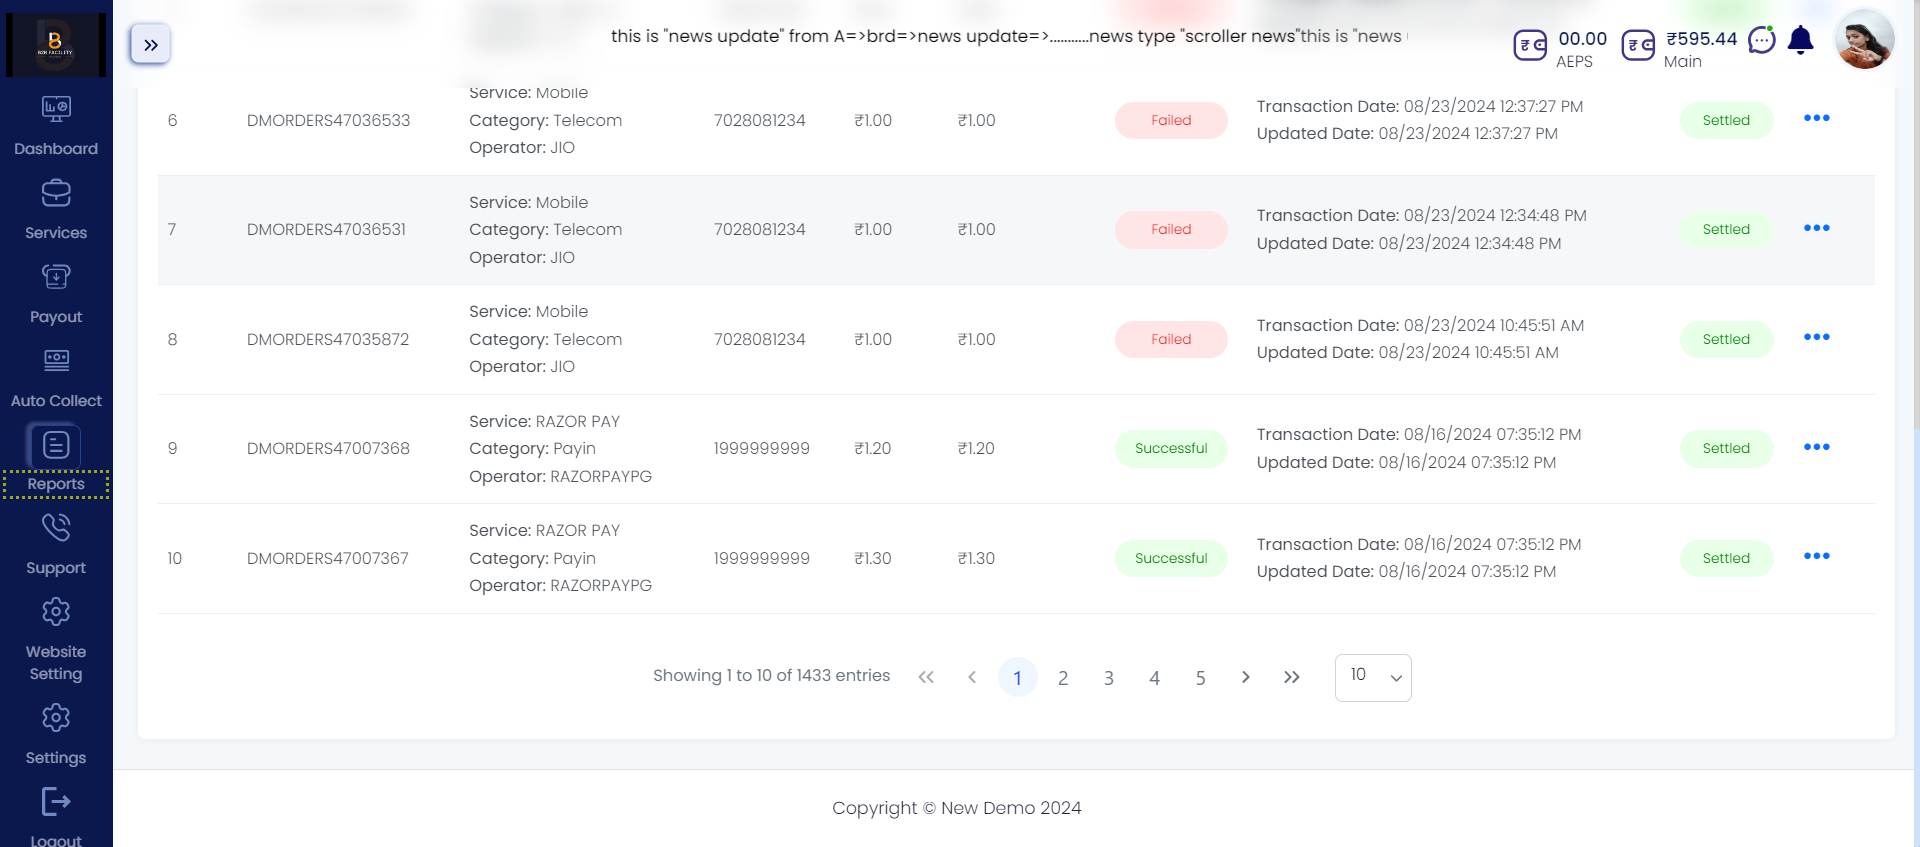 B2B FACILITY
this is "news update" from A=>brd=>news update=>...........news type "scroller news"this is "news
00.00
AEPS
₹595.44
Main
Dashboard
Services
Payout
Auto Collect
Reports
Support
Website
Setting
Settings
Logout
Service: Mobile
6 DMORDERS47036533 Category: Telecom 7028081234 ₹1.00 ₹1.00 Failed Transaction Date: 08/23/2024 12:37:27 PM Settled
Operator: JIO Updated Date: 08/23/2024 12:37:27 PM
Service: Mobile
7 DMORDERS47036531 Category: Telecom 7028081234 ₹1.00 ₹1.00 Failed Transaction Date: 08/23/2024 12:34:48 PM Settled
Operator: JIO Updated Date: 08/23/2024 12:34:48 PM
Service: Mobile
8 DMORDERS47035872 Category: Telecom 7028081234 ₹1.00 ₹1.00 Failed Transaction Date: 08/23/2024 10:45:51 AM Settled
Operator: JIO Updated Date: 08/23/2024 10:45:51 AM
Service: RAZOR PAY
9 DMORDERS47007368 Category: Payin 1999999999 ₹1.20 ₹1.20 Successful Transaction Date: 08/16/2024 07:35:12 PM Settled
Operator: RAZORPAYPG Updated Date: 08/16/2024 07:35:12 PM
Service: RAZOR PAY
10 DMORDERS47007367 Category: Payin 1999999999 ₹1.30 ₹1.30 Successful Transaction Date: 08/16/2024 07:35:12 PM Settled
Operator: RAZORPAYPG Updated Date: 08/16/2024 07:35:12 PM
Showing 1 to 10 of 1433 entries 1 2 3 4 5 10
Copyright © New Demo 2024